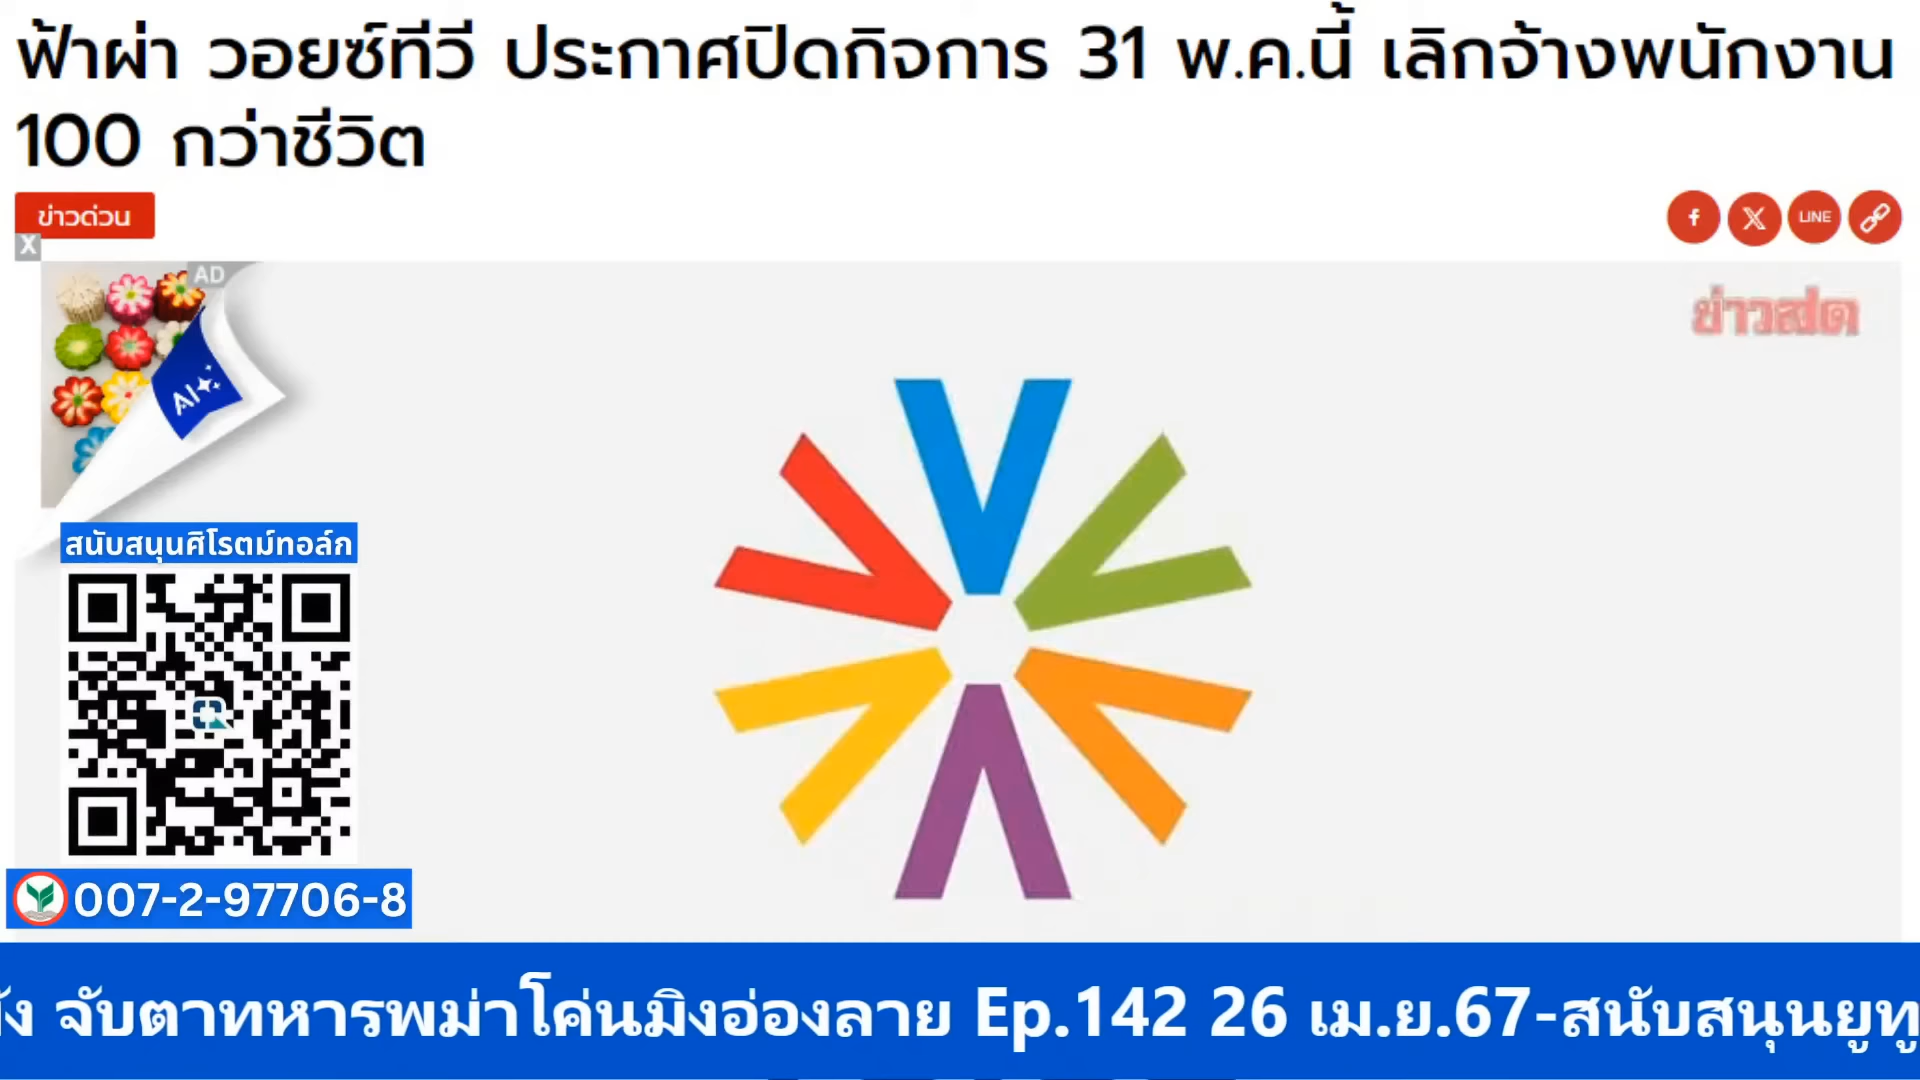 ฟ้าผ่า วอยซ์ทีวี ประกาศปิดกิจการ 31 พ.ค.นี้ เลิกจ้างพนักงาน
100 กว่าชีวิต
ข่าวด่วน
LINE
X
AD
ข่าวสด
AI
สนับสนุนศิโรตม์ทอล์ก
007-2-97706-8
จับตาทหารพม่าโค่นมิงอ่องลาย Ep.142 26 เม.ย.67-สนับสนุนยูทู